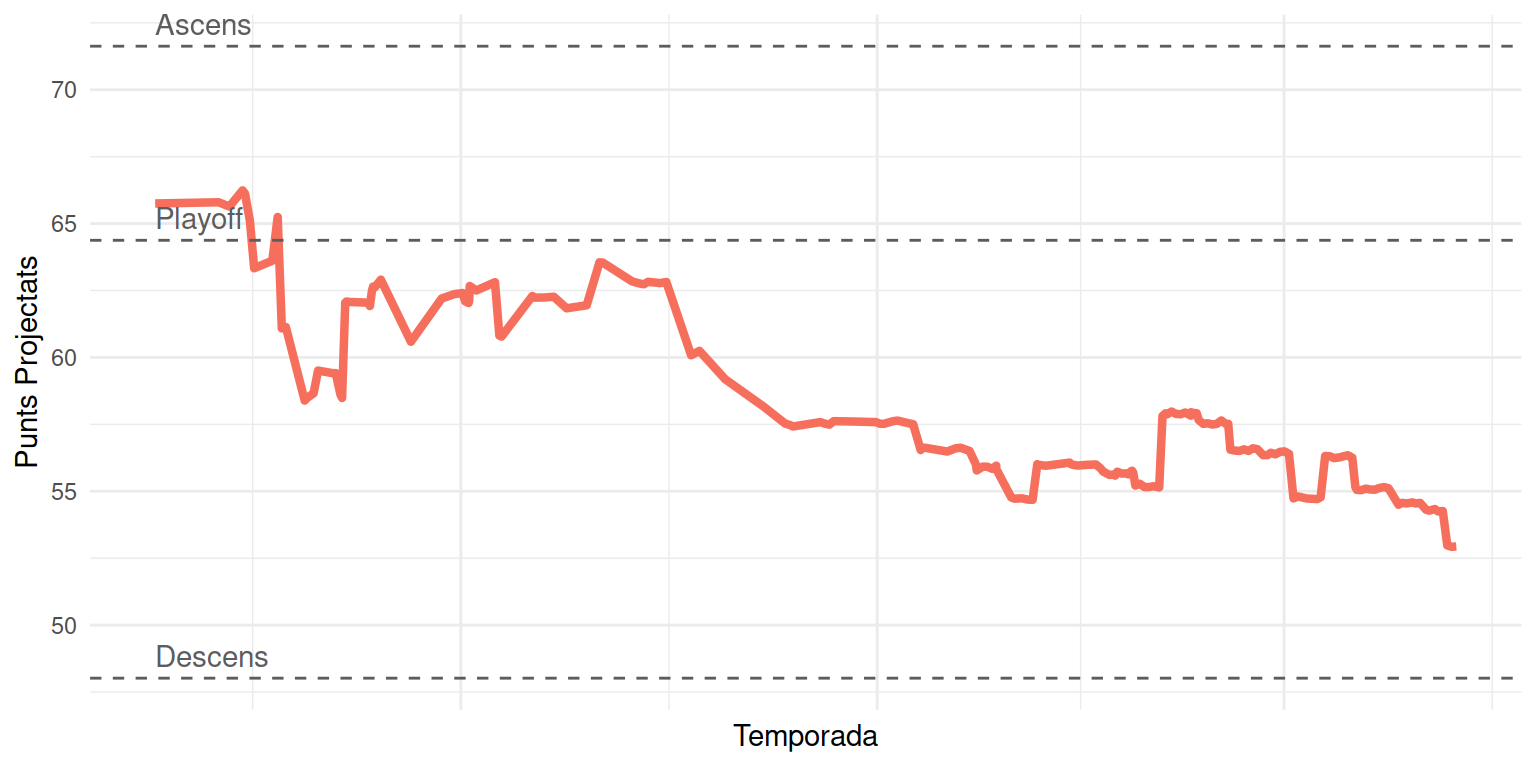 Ascens
70
Playoff
65
Punts Projectats
60
55
50
Descens
Temporada